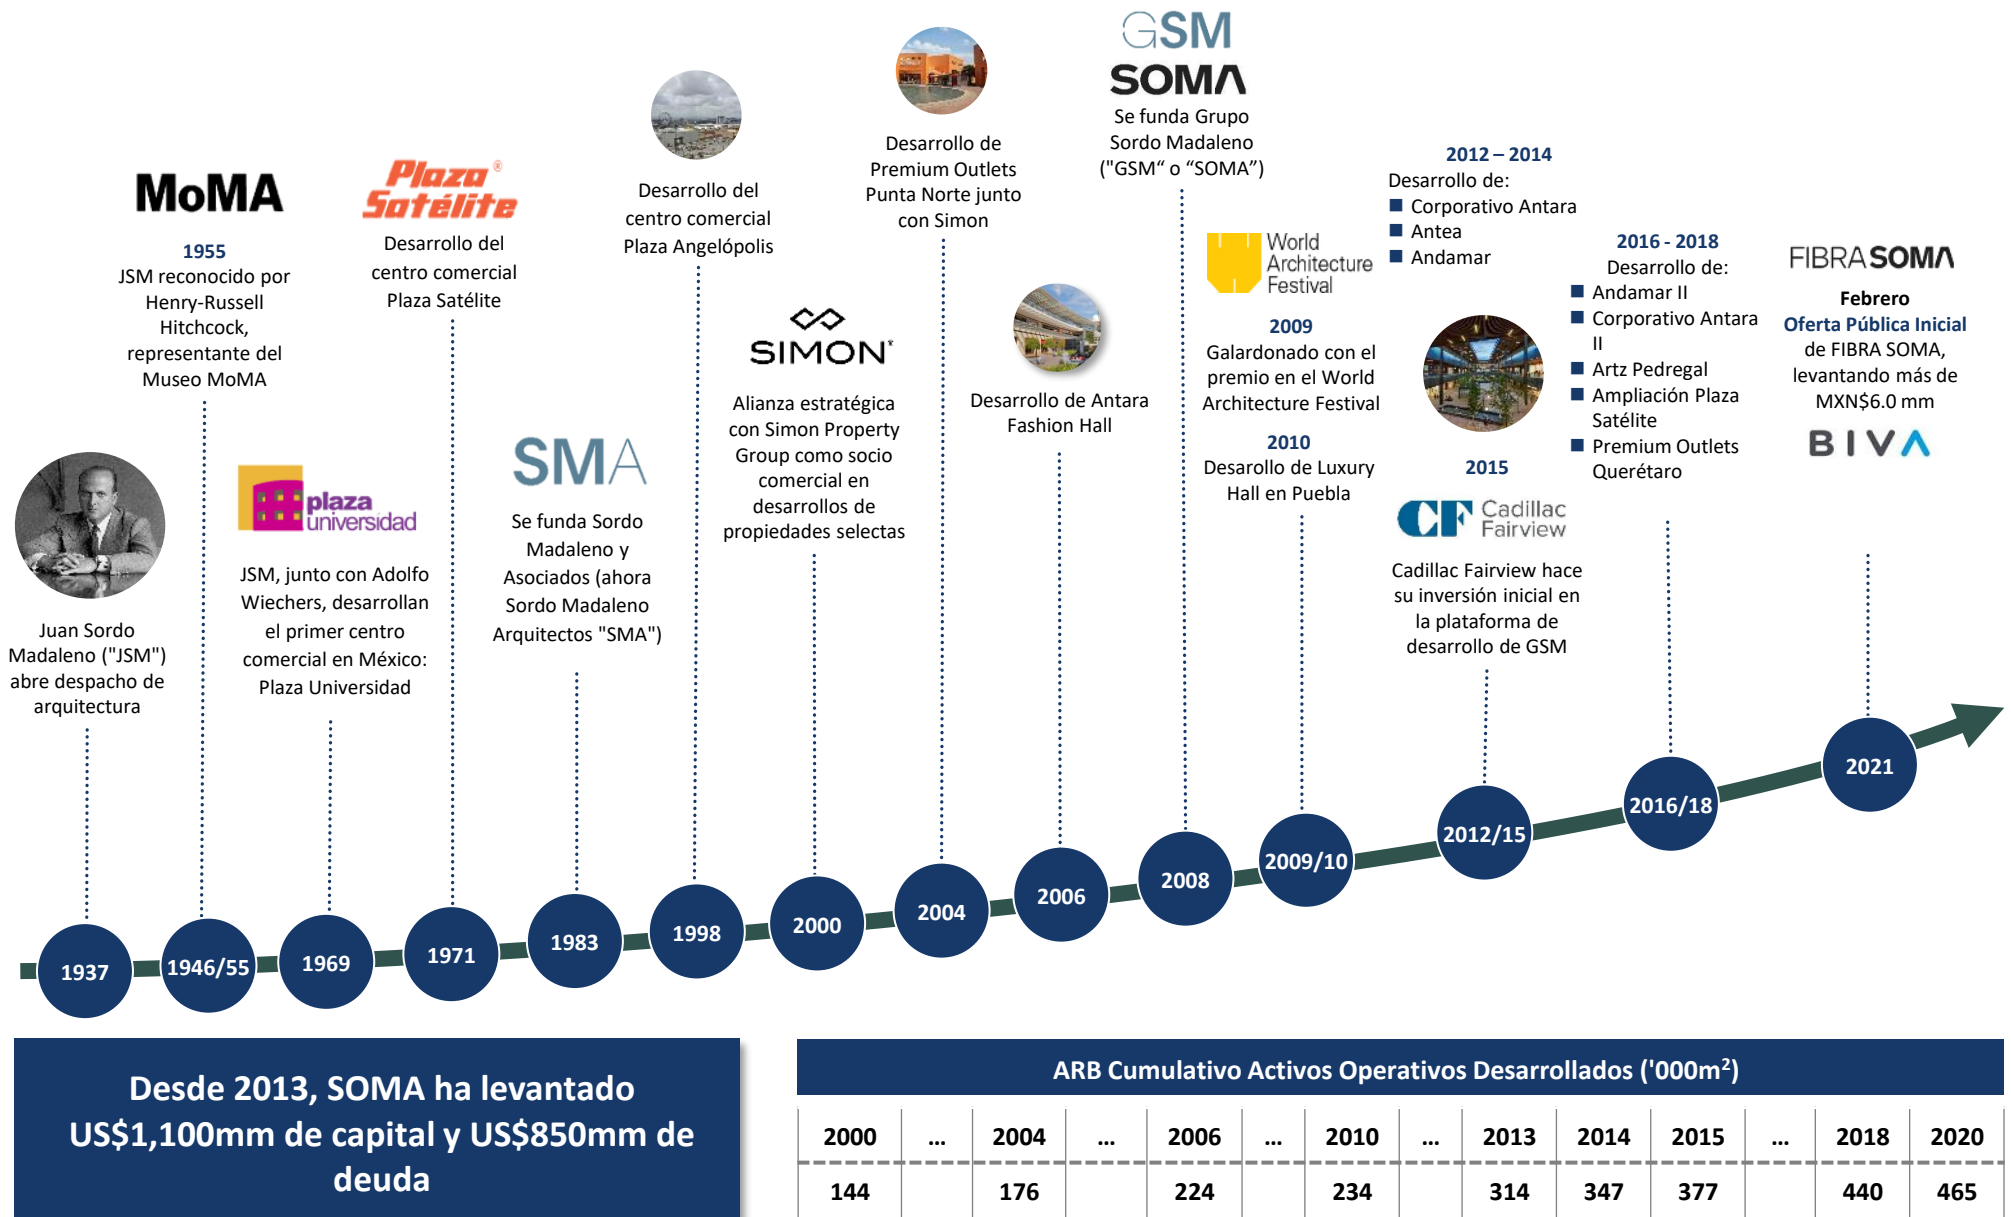 Juan Sordo
Madaleno ("JSM")
abre despacho de
arquitectura
MoMA
1955
JSM reconocido por
Henry-Russell
Hitchcock,
representante del
Museo MoMA
plaza
universidad
JSM, junto con Adolfo
Wiechers, desarrollan
el primer centro
comercial en México:
Plaza Universidad
Plaza®
Satélite
Desarrollo del
centro comercial
Plaza Satélite
SMA
Se funda Sordo
Madaleno y
Asociados (ahora
Sordo Madaleno
Arquitectos "SMA")
Desarrollo del
centro comercial
Plaza Angelópolis
SIMON
Alianza estratégica
con Simon Property
Group como socio
comercial en
desarrollos de
propiedades selectas
Desarrollo de
Premium Outlets
Punta Norte junto
con Simon
Desarrollo de Antara
Fashion Hall
GSM
SOMA
Se funda Grupo
Sordo Madaleno
("GSM“ o “SOMA”)
World
Architecture
Festival
2009
Galardonado con el
premio en el World
Architecture Festival
2010
Desarollo de Luxury
Hall en Puebla
2012 – 2014
Desarrollo de:
■ Corporativo Antara
■ Antea
■ Andamar
2015
CF Cadillac
Fairview
Cadillac Fairview hace
su inversión inicial en
la plataforma de
desarrollo de GSM
2016 - 2018
Desarrollo de:
■ Andamar II
■ Corporativo Antara
II
■ Artz Pedregal
■ Ampliación Plaza
Satélite
■ Premium Outlets
Querétaro
FIBRA SOMA
Febrero
Oferta Pública Inicial
de FIBRA SOMA,
levantando más de
MXN$6.0 mm
BIVA
1937
1946/55
1969
1971
1983
1998
2000
2004
2006
2008
2009/10
2012/15
2016/18
2021
Desde 2013, SOMA ha levantado
US$1,100mm de capital y US$850mm de
deuda
ARB Cumulativo Activos Operativos Desarrollados ('000m²)
2000 ... 2004 ... 2006 ... 2010 ... 2013 2014 2015 ... 2018 2020
144 176 224 234 314 347 377 440 465